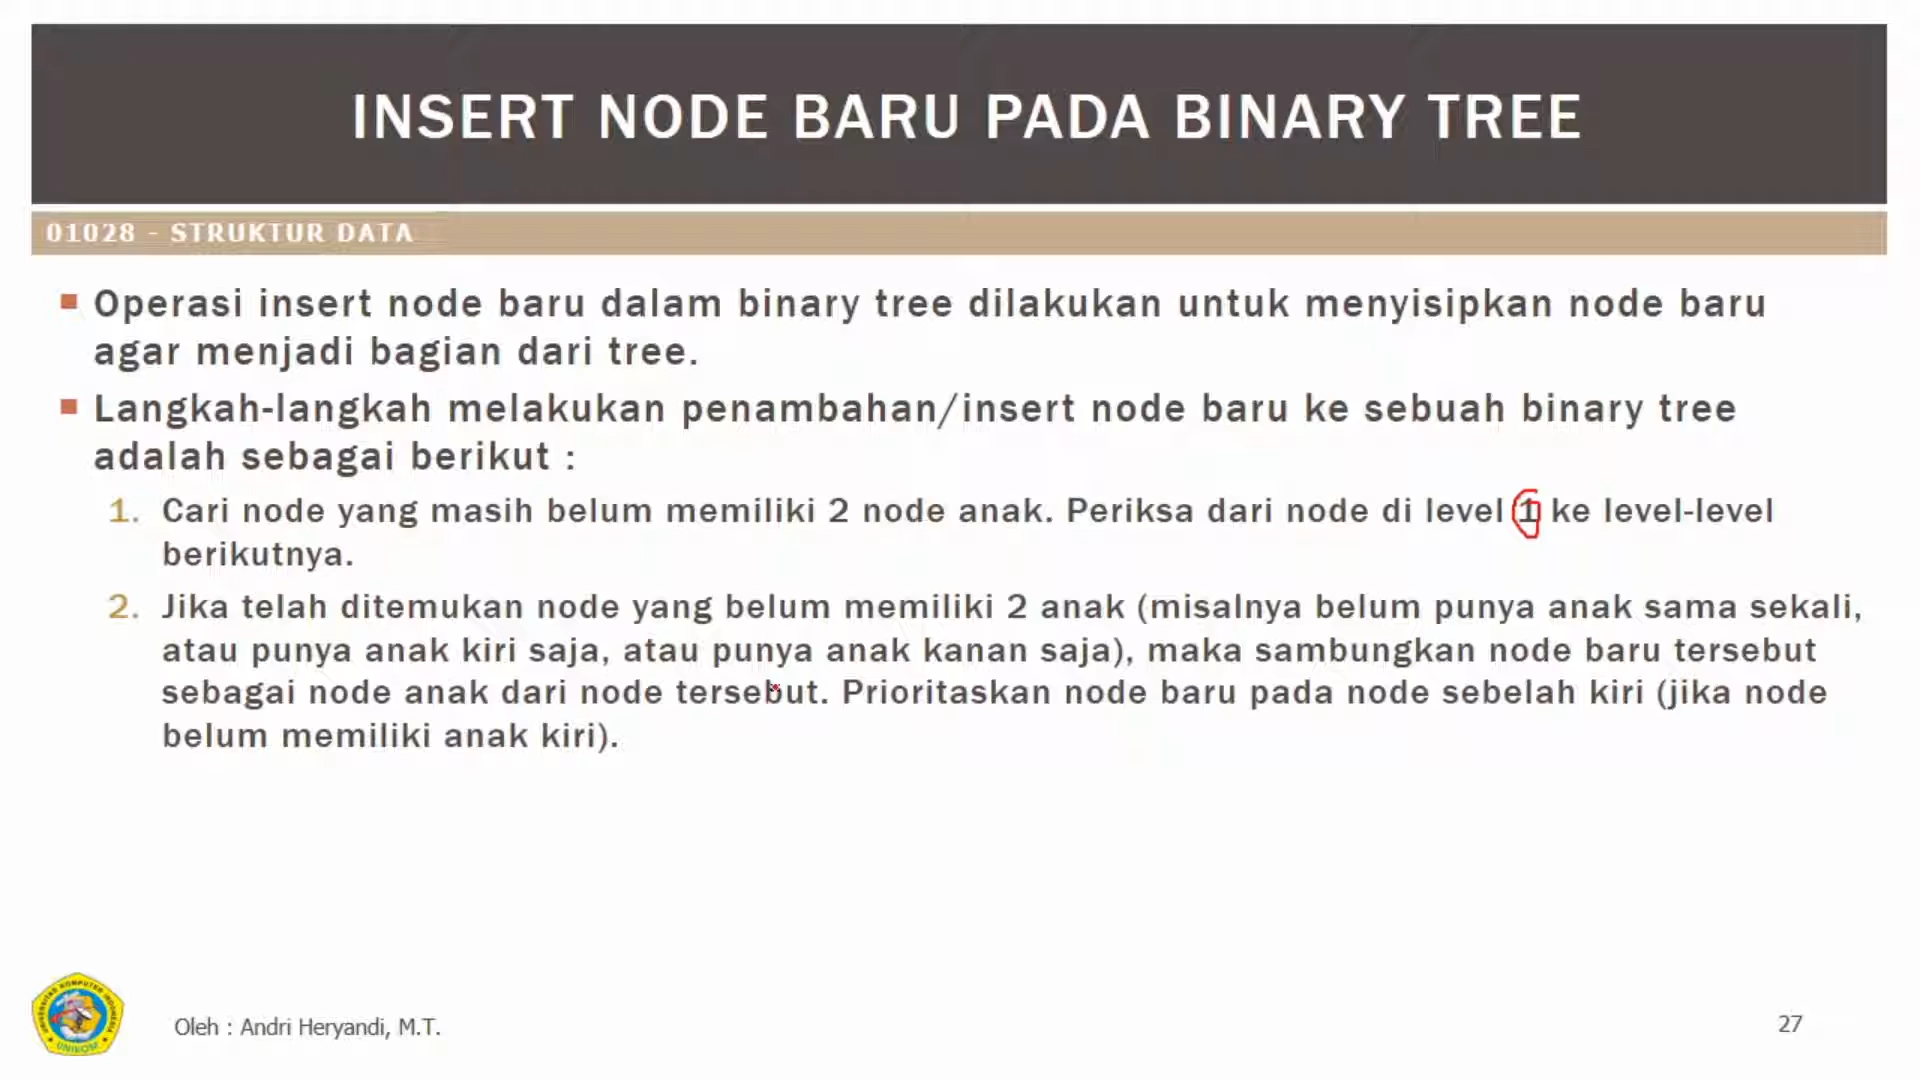 INSERT NODE BARU PADA BINARY TREE
01028 - STRUKTUR DATA
Operasi insert node baru dalam binary tree dilakukan untuk menyisipkan node baru
agar menjadi bagian dari tree.
Langkah-langkah melakukan penambahan/insert node baru ke sebuah binary tree
adalah sebagai berikut :
1. Cari node yang masih belum memiliki 2 node anak. Periksa dari node di level 1 ke level-level
berikutnya.
2. Jika telah ditemukan node yang belum memiliki 2 anak (misalnya belum punya anak sama sekali,
atau punya anak kiri saja, atau punya anak kanan saja), maka sambungkan node baru tersebut
sebagai node anak dari node tersebut. Prioritaskan node baru pada node sebelah kiri (jika node
belum memiliki anak kiri).
UNIVERSITAS KOMPUTER INDONESIA
UNIKOM
Oleh : Andri Heryandi, M.T.
27